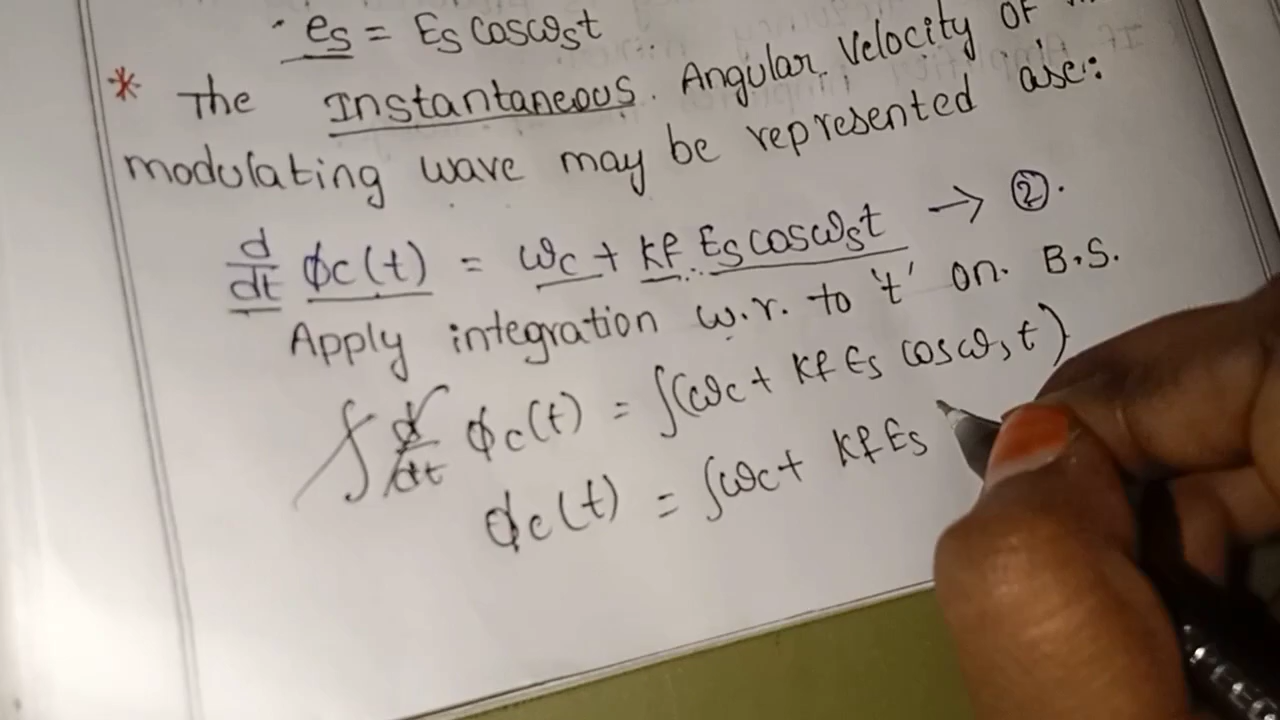 es = Es Cosωst
* The Instantaneous. Angular Velocity OF
modulating wave may be represented
d/dt ϕc(t) = ωc + kf Es cosωst → ②.
Apply integration w.r. to 't' on. B.S.
∫ d/dt ϕc(t) = ∫(ωc + kf Es cosωst)
ϕc(t) = ∫ωc + kf Es